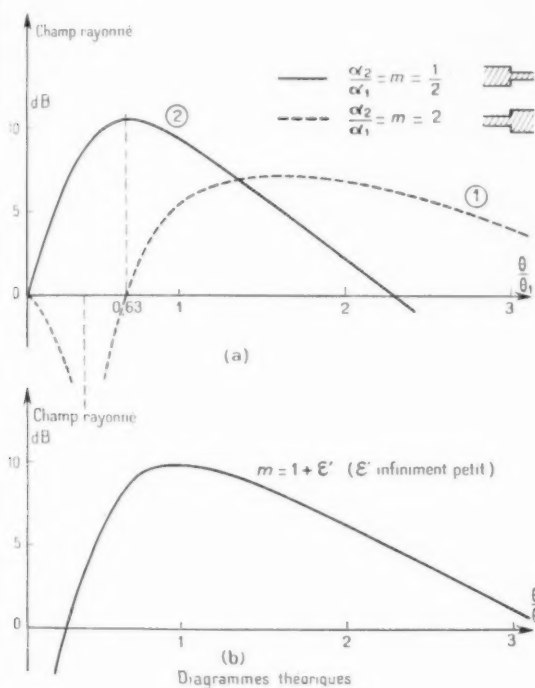 Champ rayonné
dB
10
5
0
α₂/α₁ = m = 1/2
α₂/α₁ = m = 2
②
①
0,63
1
2
3
θ/θ₁
(a)
Champ rayonné
dB
10
5
0
m = 1 + ε' (ε' infiniment petit)
1
2
3
θ
(b)
Diagrammes théoriques